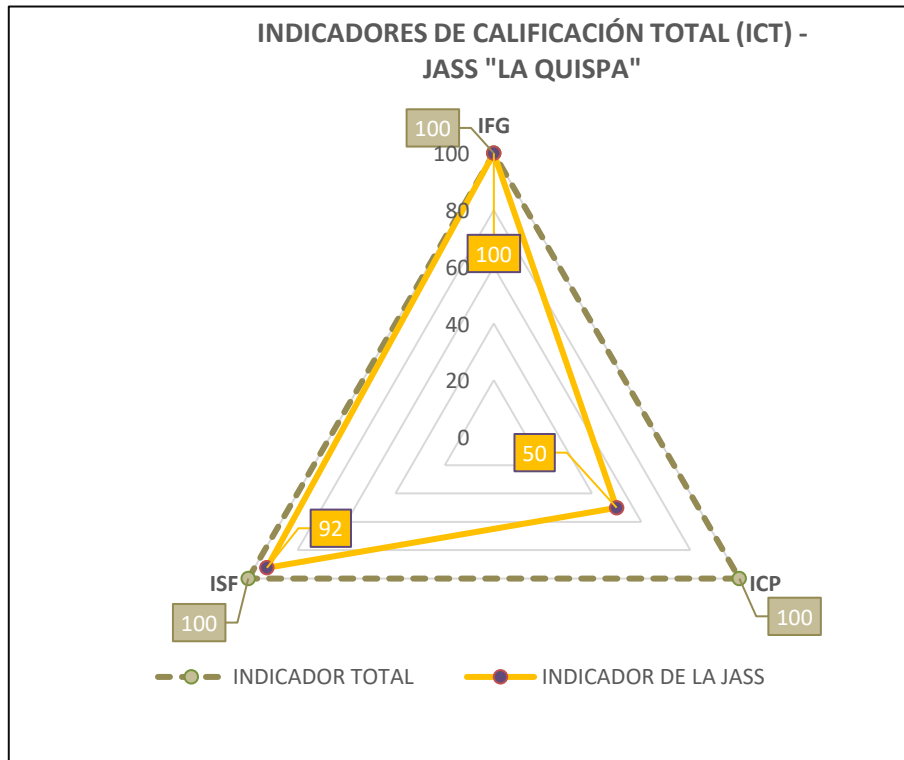 INDICADORES DE CALIFICACIÓN TOTAL (ICT) -
JASS "LA QUISPA"
100
IFG
100
80
100
60
40
20
0
50
92
ISF
ICP
100
100
INDICADOR TOTAL
INDICADOR DE LA JASS